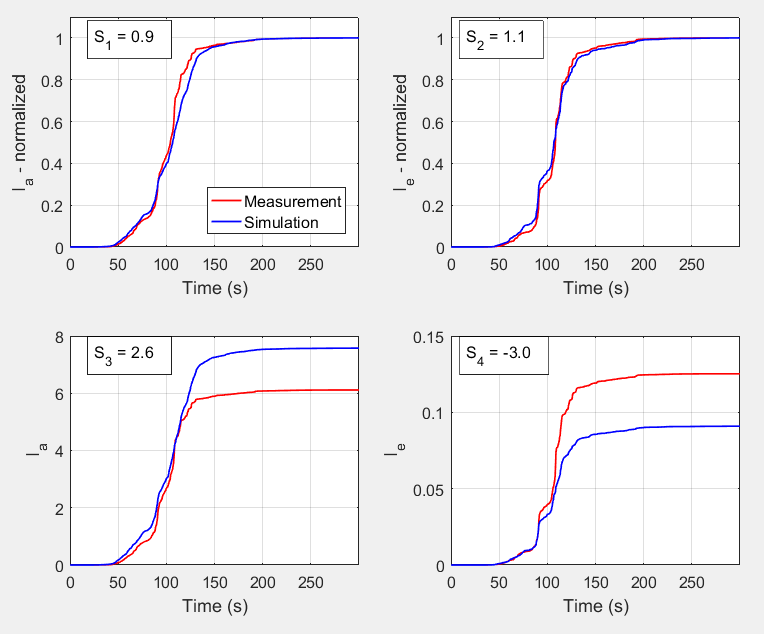 S1 = 0.9
Ia - normalized
1
0.8
0.6
0.4
0.2
0
Measurement
Simulation
0 50 100 150 200 250
Time (s)
S2 = 1.1
Ie - normalized
1
0.8
0.6
0.4
0.2
0
0 50 100 150 200 250
Time (s)
S3 = 2.6
Ia
8
6
4
2
0
0 50 100 150 200 250
Time (s)
S4 = -3.0
Ie
0.15
0.1
0.05
0
0 50 100 150 200 250
Time (s)